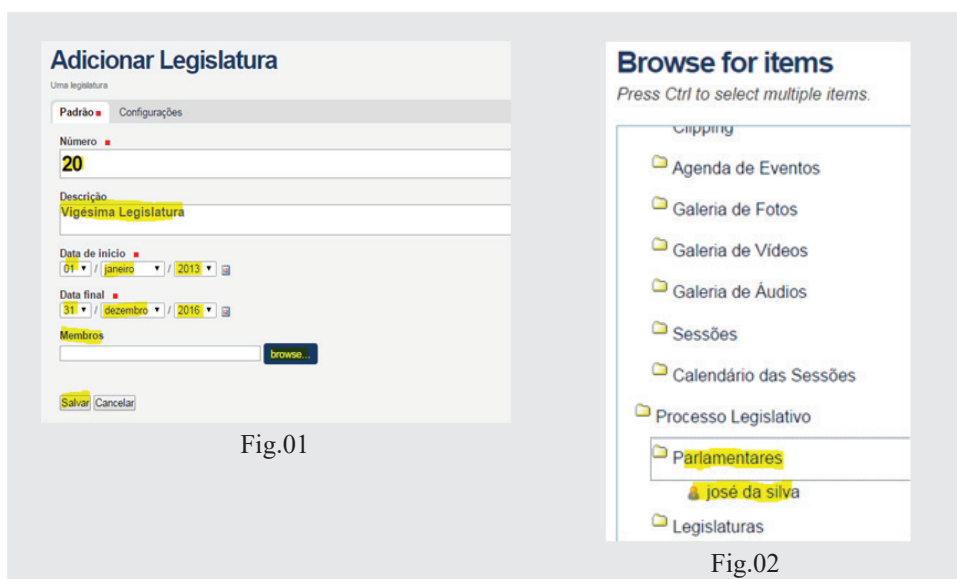 Adicionar Legislatura
Uma legislatura
Padrão Configurações
Número
20
Descrição
Vigésima Legislatura
Data de inicio
01 / janeiro / 2013
Data final
31 / dezembro / 2016
Membros
browse...
Salvar Cancelar
Fig.01
Browse for items
Press Ctrl to select multiple items.
Clipping
Agenda de Eventos
Galeria de Fotos
Galeria de Vídeos
Galeria de Áudios
Sessões
Calendário das Sessões
Processo Legislativo
Parlamentares
josé da silva
Legislaturas
Fig.02